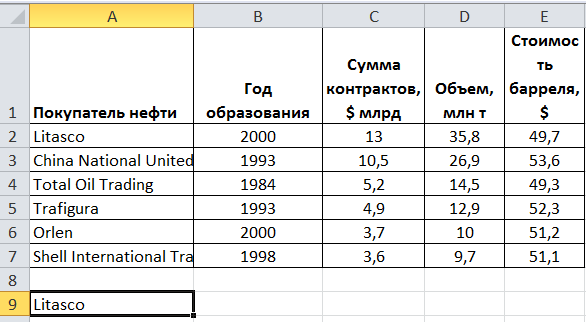 A B C D E
1 Покупатель нефти Год образования Сумма контрактов, $ млрд Объем, млн т Стоимость барреля, $
2 Litasco 2000 13 35,8 49,7
3 China National United 1993 10,5 26,9 53,6
4 Total Oil Trading 1984 5,2 14,5 49,3
5 Trafigura 1993 4,9 12,9 52,3
6 Orlen 2000 3,7 10 51,2
7 Shell International Tra 1998 3,6 9,7 51,1
8
9 Litasco